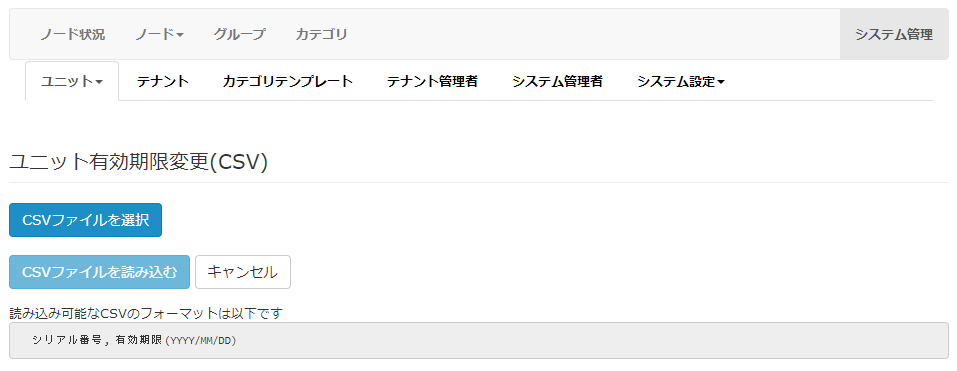 ノード状況 ノード グループ カテゴリ システム管理
ユニット テナント カテゴリテンプレート テナント管理者 システム管理者 システム設定
ユニット有効期限変更(CSV)
CSVファイルを選択
CSVファイルを読み込む キャンセル
読み込み可能なCSVのフォーマットは以下です
シリアル番号, 有効期限(YYYY/MM/DD)